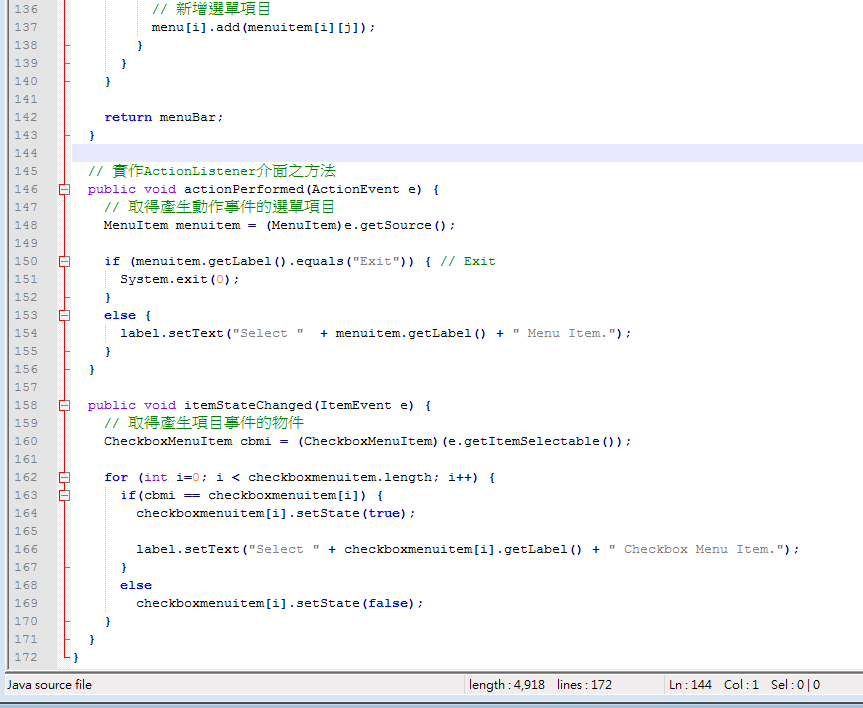 136 // 新增選單項目
137 menu[i].add(menuitem[i][j]);
138 }
139 }
140 }
141
142 return menuBar;
143 }
144
145 // 實作ActionListener介面之方法
146 public void actionPerformed(ActionEvent e) {
147 // 取得產生動作事件的選單項目
148 MenuItem menuitem = (MenuItem)e.getSource();
149
150 if (menuitem.getLabel().equals("Exit")) { // Exit
151 System.exit(0);
152 }
153 else {
154 label.setText("Select "  + menuitem.getLabel() + " Menu Item.");
155 }
156 }
157
158 public void itemStateChanged(ItemEvent e) {
159 // 取得產生項目事件的物件
160 CheckboxMenuItem cbmi = (CheckboxMenuItem)(e.getItemSelectable());
161
162 for (int i=0; i < checkboxmenuitem.length; i++) {
163 if(cbmi == checkboxmenuitem[i]) {
164 checkboxmenuitem[i].setState(true);
165
166 label.setText("Select " + checkboxmenuitem[i].getLabel() + " Checkbox Menu Item.");
167 }
168 else
169 checkboxmenuitem[i].setState(false);
170 }
171 }
172 }
Java source file length : 4,918 lines : 172 Ln : 144 Col : 1 Sel : 0 | 0